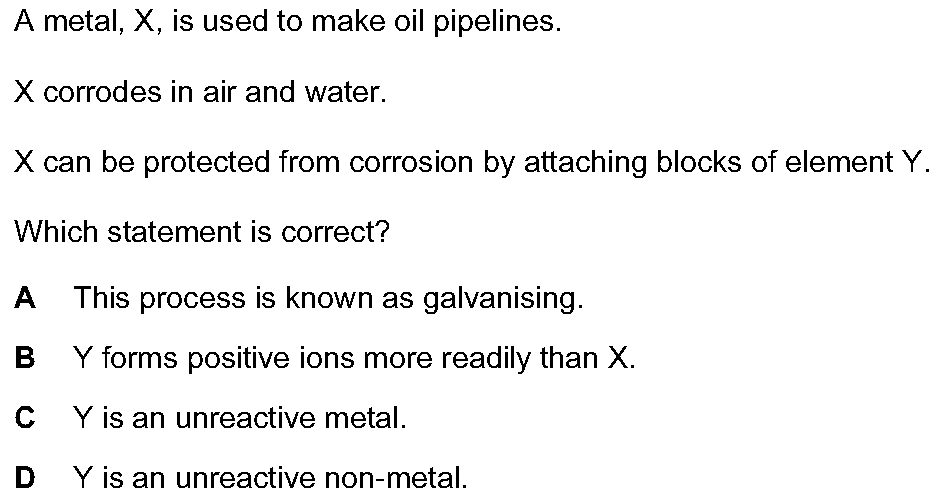 A metal, X, is used to make oil pipelines.
X corrodes in air and water.
X can be protected from corrosion by attaching blocks of element Y.
Which statement is correct?
A This process is known as galvanising.
B Y forms positive ions more readily than X.
C Y is an unreactive metal.
D Y is an unreactive non-metal.